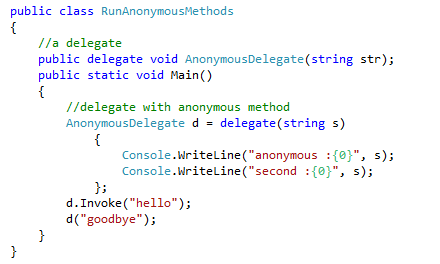 public class RunAnonymousMethods
{
    //a delegate
    public delegate void AnonymousDelegate(string str);
    public static void Main()
    {
        //delegate with anonymous method
        AnonymousDelegate d = delegate(string s)
            {
                Console.WriteLine("anonymous :{0}", s);
                Console.WriteLine("second :{0}", s);
            };
        d.Invoke("hello");
        d("goodbye");
    }
}